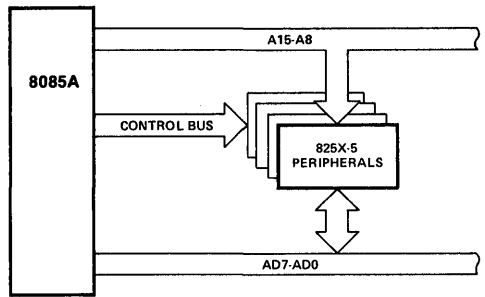 A15-A8
8085A
CONTROL BUS
825X-5
PERIPHERALS
AD7-AD0